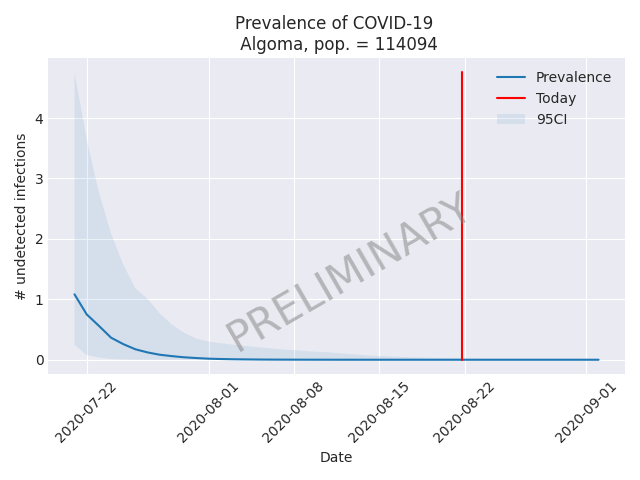 Prevalence of COVID-19
Algoma, pop. = 114094
Prevalence
Today
95CI
# undetected infections
4
3
2
1
0
PRELIMINARY
2020-07-22
2020-08-01
2020-08-08
2020-08-15
2020-08-22
2020-09-01
Date